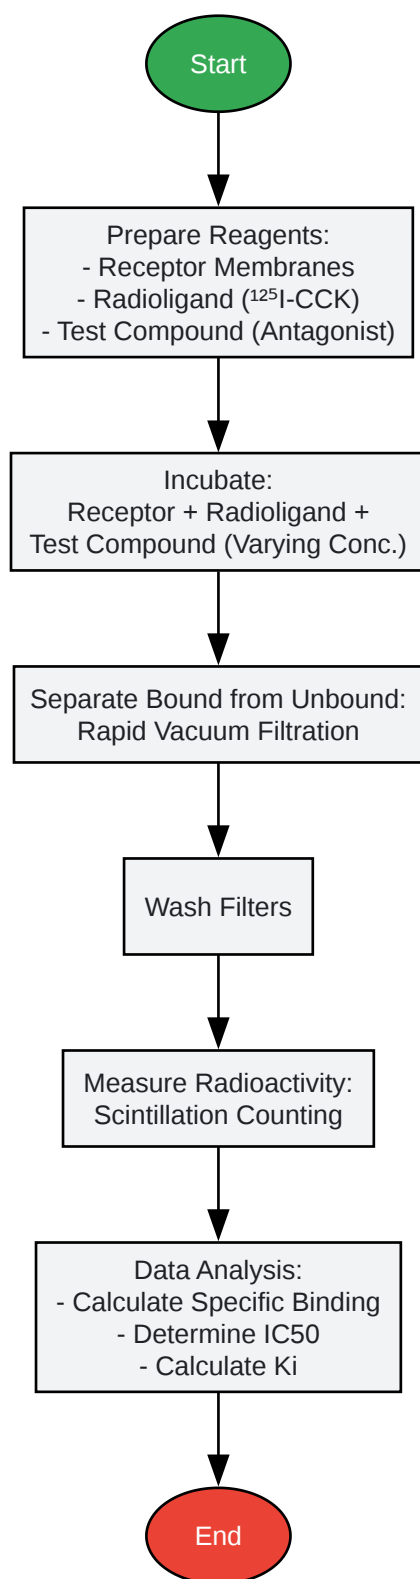 Start
Prepare Reagents:
- Receptor Membranes
- Radioligand (¹²⁵I-CCK)
- Test Compound (Antagonist)
Incubate:
Receptor + Radioligand +
Test Compound (Varying Conc.)
Separate Bound from Unbound:
Rapid Vacuum Filtration
Wash Filters
Measure Radioactivity:
Scintillation Counting
Data Analysis:
- Calculate Specific Binding
- Determine IC50
- Calculate Ki
End